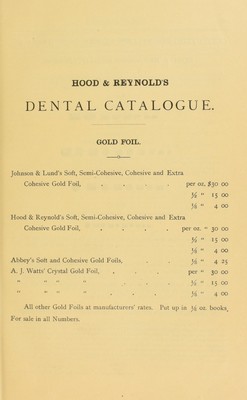 HOOD & REYNOLD'S
DENTAL CATALOGUE.
GOLD FOIL.
Johnson & Lund's Soft, Semi-Cohesive, Cohesive and Extra
Cohesive Gold Foil, . . . . per oz. $30 00
½ " 15 00
⅛ " 4 00
Hood & Reynold's Soft, Semi-Cohesive, Cohesive and Extra
Cohesive Gold Foil, . . . . per oz. " 30 00
½ " 15 00
⅛ " 4 00
Abbey's Soft and Cohesive Gold Foils, . . ⅛ " 4 25
A. J. Watts' Crystal Gold Foil, . . . per " 30 00
" " " " . . . ½ " 15 00
" " " " . . . ⅛ " 4 00
All other Gold Foils at manufacturers' rates. Put up in ⅛ oz. books,
For sale in all Numbers.